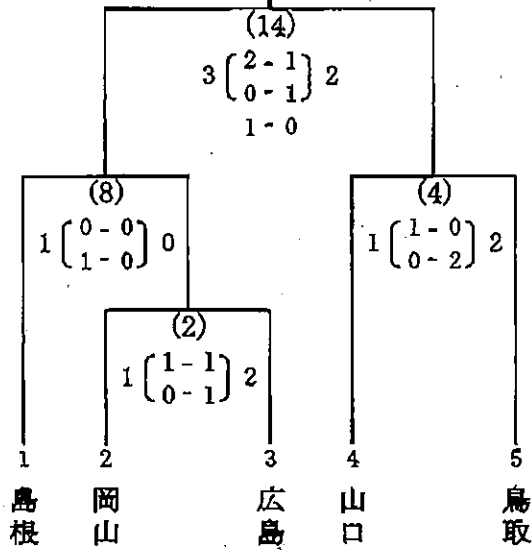 (14)
3 2 - 1 2
0 - 1
1 - 0
(8)
(4)
1 0 - 0 0
1 - 0
1 1 - 0 2
0 - 2
(2)
1 1 - 1 2
0 - 1
1 2 3 4 5
島根
岡山
広島
山口
鳥取